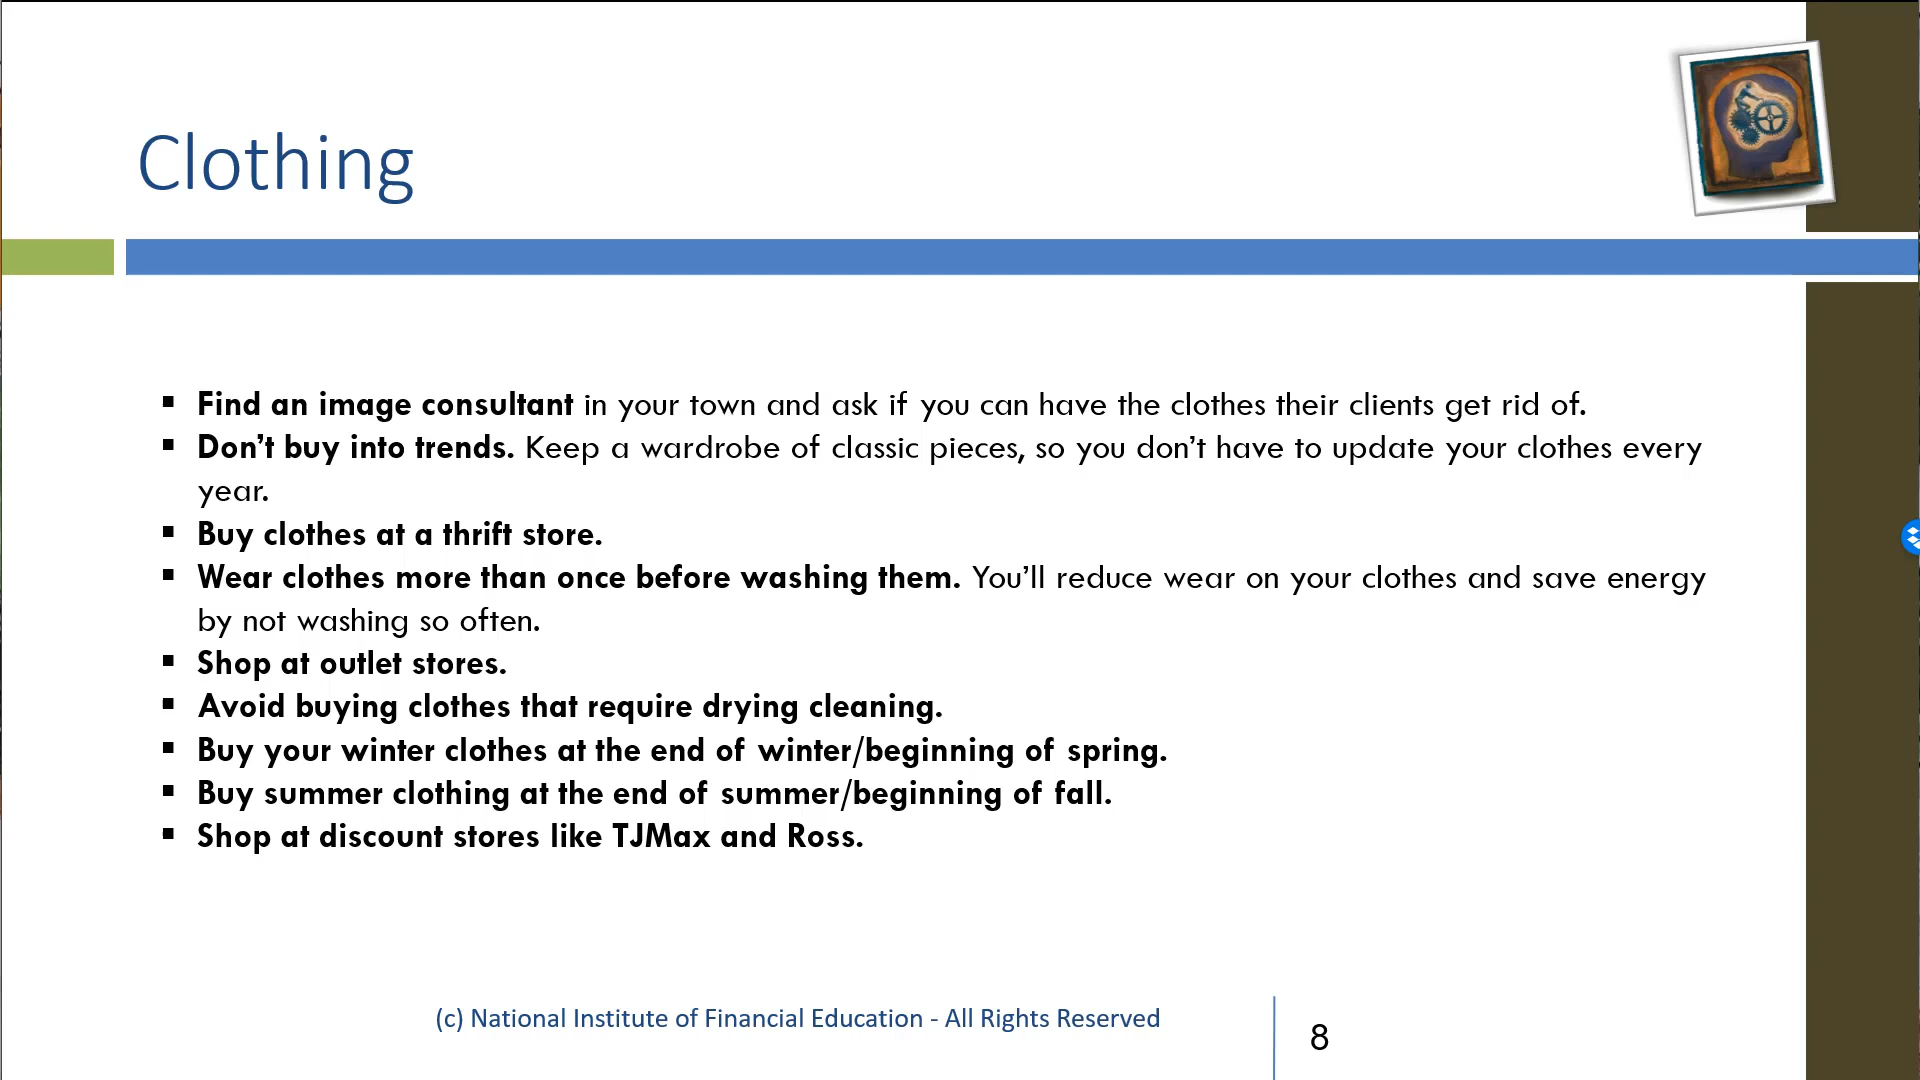 Clothing
▪ Find an image consultant in your town and ask if you can have the clothes their clients get rid of.
▪ Don’t buy into trends. Keep a wardrobe of classic pieces, so you don’t have to update your clothes every
year.
▪ Buy clothes at a thrift store.
▪ Wear clothes more than once before washing them. You’ll reduce wear on your clothes and save energy
by not washing so often.
▪ Shop at outlet stores.
▪ Avoid buying clothes that require drying cleaning.
▪ Buy your winter clothes at the end of winter/beginning of spring.
▪ Buy summer clothing at the end of summer/beginning of fall.
▪ Shop at discount stores like TJMax and Ross.
(c) National Institute of Financial Education - All Rights Reserved
8